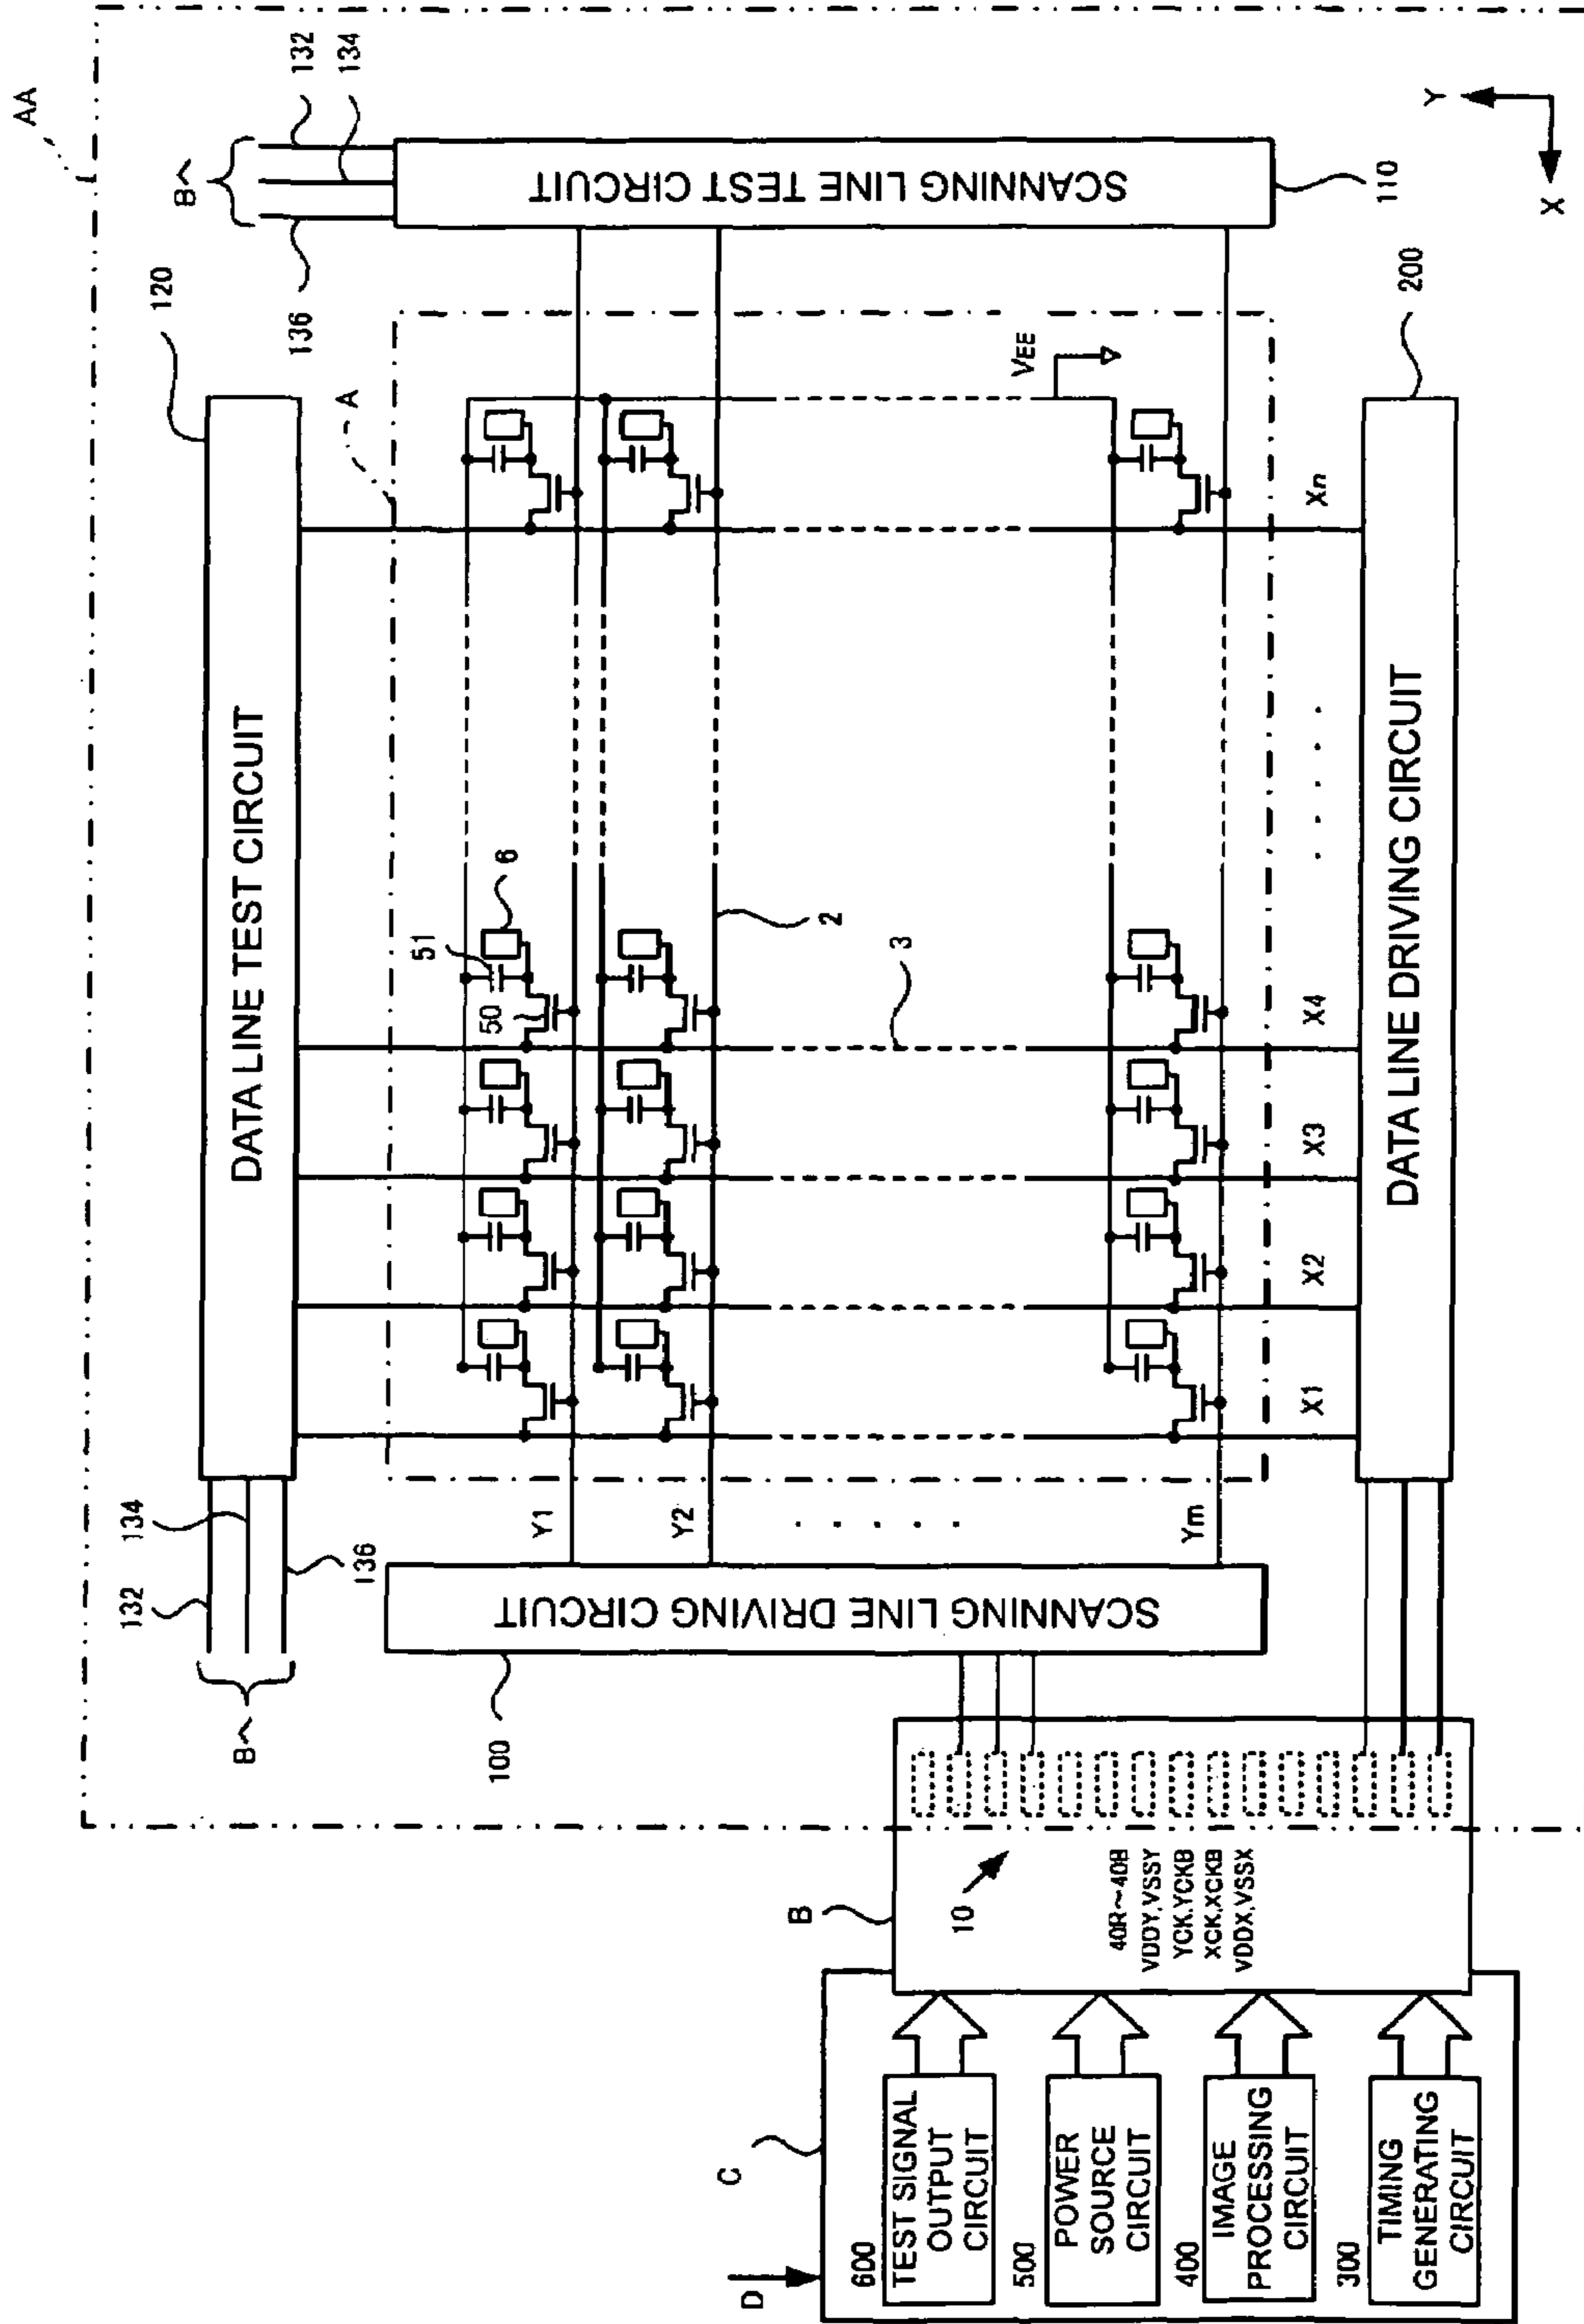 AA
B~
132
134
136
120
A
DATA LINE TEST CIRCUIT
SCANNING LINE TEST CIRCUIT
110
Y
X
VEE
51
6
50
2
3
132
134
136
B~
Y1
Y2
· · · · ·
Ym
SCANNING LINE DRIVING CIRCUIT
100
X1
X2
X3
X4
· · · · ·
Xn
200
DATA LINE DRIVING CIRCUIT
B
10
40R~40B
VDDY,VSSY
YCK,YCKB
XCK,XCKB
VDDX,VSSX
C
D
600
TEST SIGNAL
OUTPUT
CIRCUIT
500
POWER
SOURCE
CIRCUIT
400
IMAGE
PROCESSING
CIRCUIT
300
TIMING
GENERATING
CIRCUIT